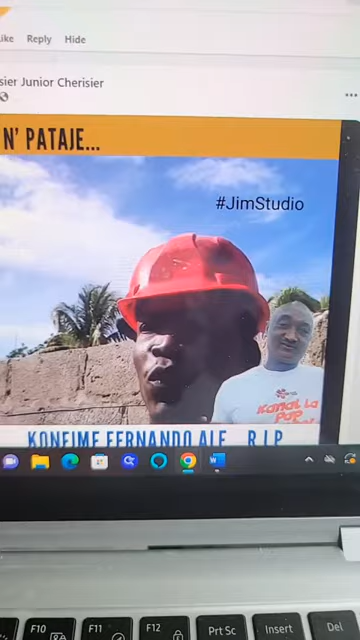 ike Reply Hide
sier Junior Cherisier
N' PATAJE...
#JimStudio
Kanal La
Pap
KONFIME FERNANDO ALE R.I.P
F10
F11
F12
Prt Sc
Insert
Del